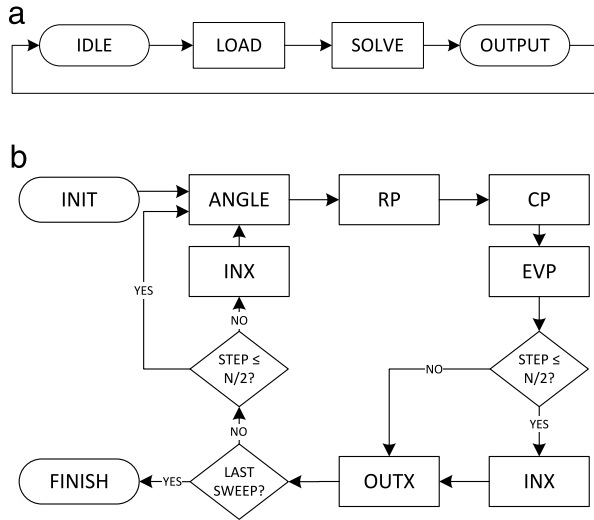 a
IDLE
LOAD
SOLVE
OUTPUT
b
INIT
ANGLE
RP
CP
INX
EVP
YES
NO
STEP ≤
N/2?
STEP ≤
N/2?
NO
YES
NO
FINISH
YES
LAST
SWEEP?
OUTX
INX